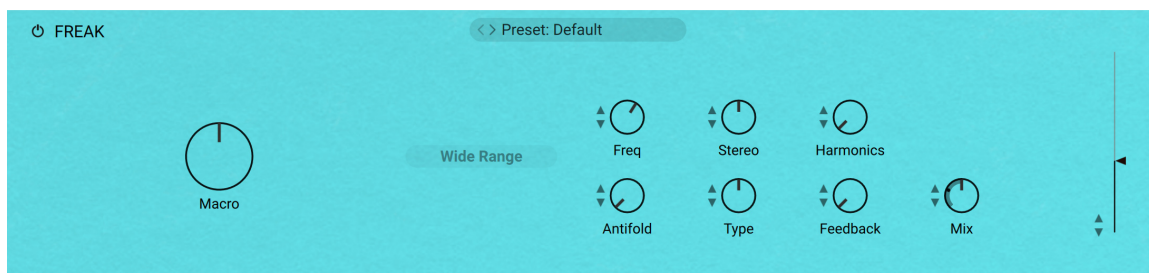 FREAK
Preset: Default
Wide Range
Freq
Stereo
Harmonics
Macro
Antifold
Type
Feedback
Mix